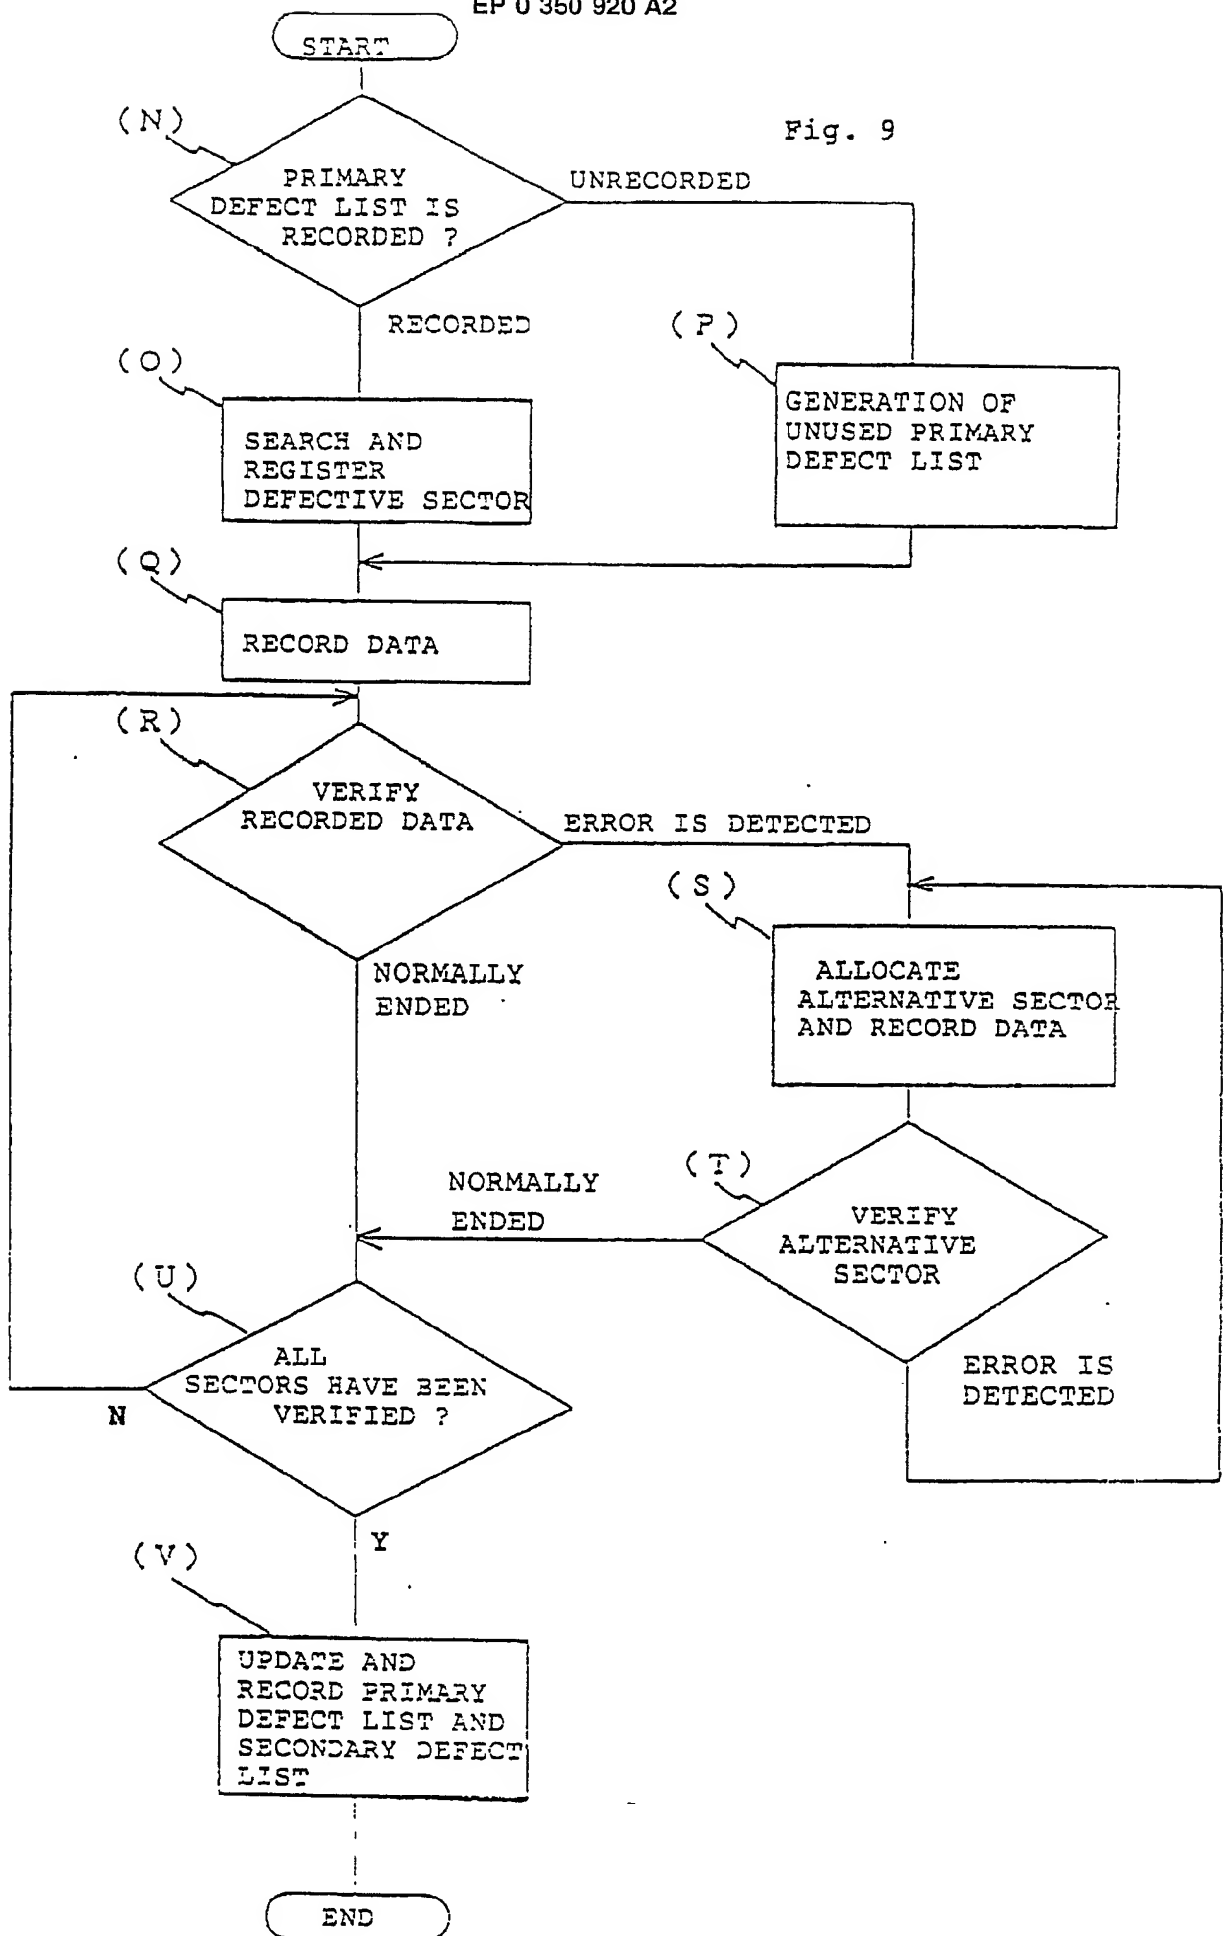 EP 0 350 920 A2
START
(N)
Fig. 9
PRIMARY
DEFECT LIST IS
RECORDED ?
UNRECORDED
RECORDED
(P)
(O)
GENERATION OF
UNUSED PRIMARY
DEFECT LIST
SEARCH AND
REGISTER
DEFECTIVE SECTOR
(Q)
RECORD DATA
(R)
VERIFY
RECORDED DATA
ERROR IS DETECTED
(S)
NORMALLY
ENDED
ALLOCATE
ALTERNATIVE SECTOR
AND RECORD DATA
(T)
NORMALLY
ENDED
VERIFY
ALTERNATIVE
SECTOR
(U)
ERROR IS
DETECTED
ALL
SECTORS HAVE BEEN
VERIFIED ?
N
Y
(V)
UPDATE AND
RECORD PRIMARY
DEFECT LIST AND
SECONDARY DEFECT
LIST
END